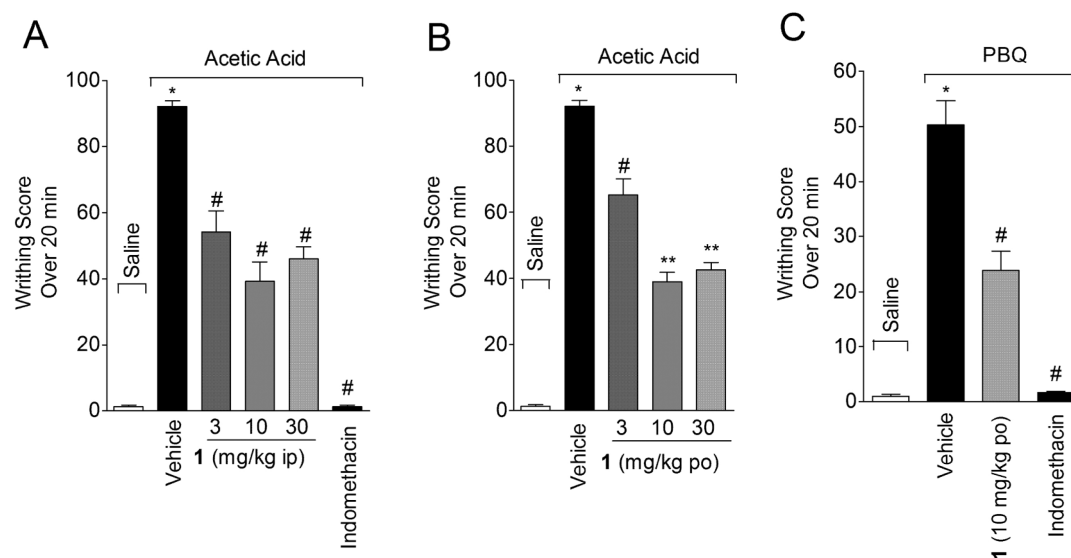 A
Acetic Acid
Writhing Score
Over 20 min
100
80
60
40
20
0
Saline
*
#
#
#
#
Vehicle
3 10 30
1 (mg/kg ip)
Indomethacin
B
Acetic Acid
Writhing Score
Over 20 min
100
80
60
40
20
0
Saline
*
#
**
**
Vehicle
3 10 30
1 (mg/kg po)
C
PBQ
Writhing Score
Over 20 min
60
50
40
30
20
10
0
Saline
*
#
#
Vehicle
1 (10 mg/kg po)
Indomethacin